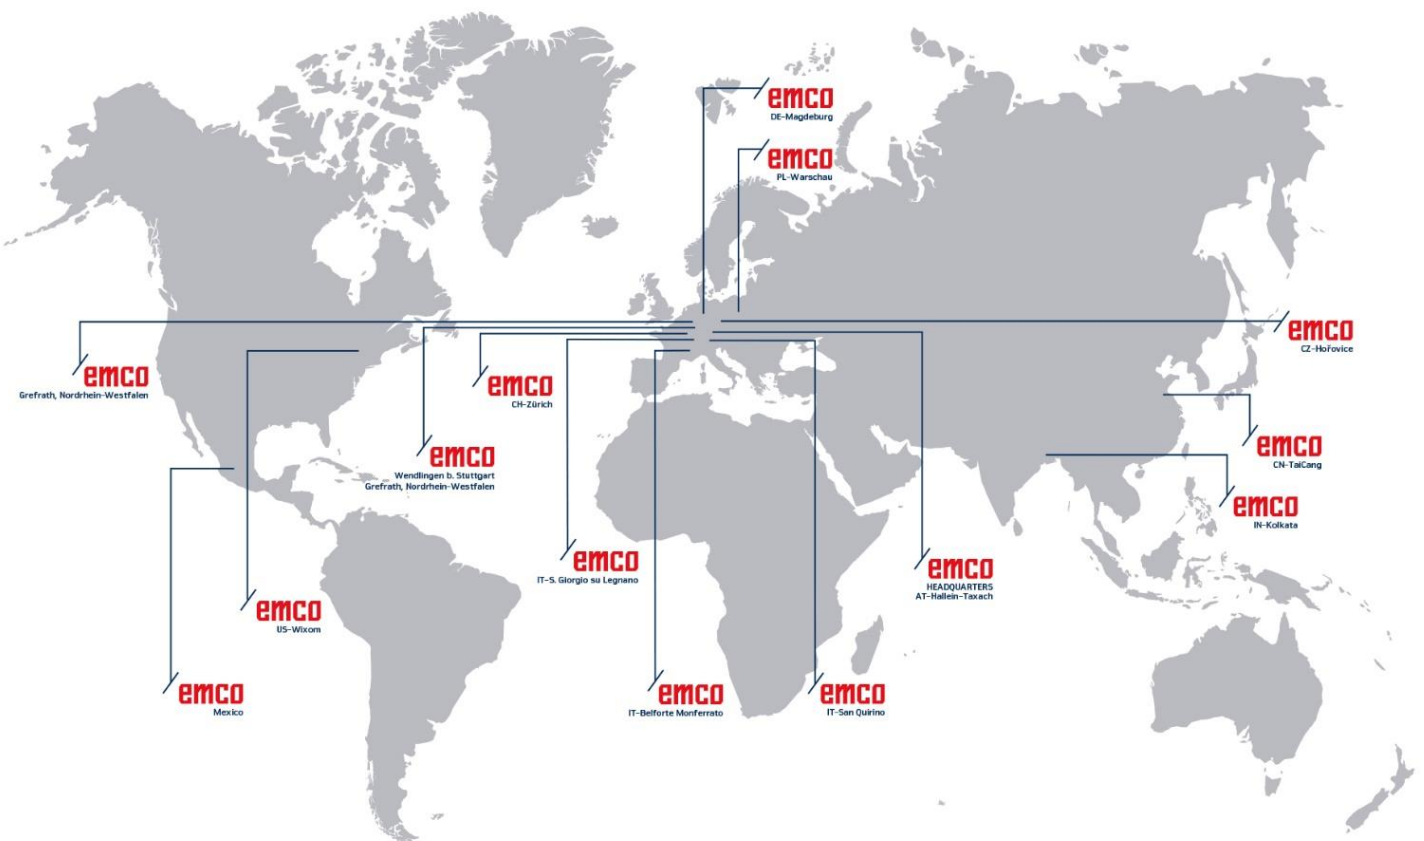 emco
DE-Magdeburg
emco
PL-Warschau
emco
CZ-Hořovice
emco
Grefrath, Nordrhein-Westfalen
emco
CH-Zürich
emco
Wendlingen b. Stuttgart
Grefrath, Nordrhein-Westfalen
emco
CN-TaiCang
emco
IN-Kolkata
emco
IT-S. Giorgio su Legnano
emco
HEADQUARTERS
AT-Hallein-Taxach
emco
US-Wixom
emco
Mexico
emco
IT-Belforte Monferrato
emco
IT-San Quirino